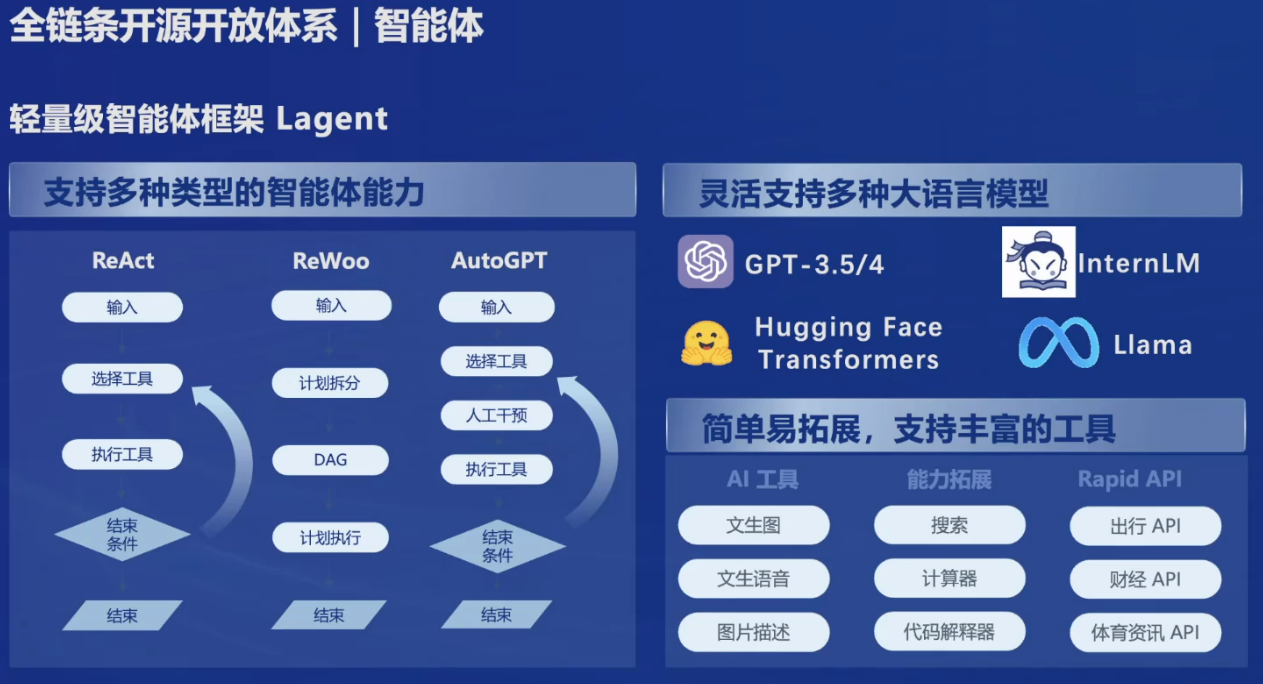 全链条开源开放体系｜智能体
轻量级智能体框架 Lagent
支持多种类型的智能体能力
ReAct
输入
选择工具
执行工具
结束
条件
结束
ReWoo
输入
计划拆分
DAG
计划执行
结束
AutoGPT
输入
选择工具
人工干预
执行工具
结束
条件
结束
灵活支持多种大语言模型
GPT-3.5/4
InternLM
Hugging Face
Transformers
Llama
简单易拓展，支持丰富的工具
AI 工具
文生图
文生语音
图片描述
能力拓展
搜索
计算器
代码解释器
Rapid API
出行 API
财经 API
体育资讯 API